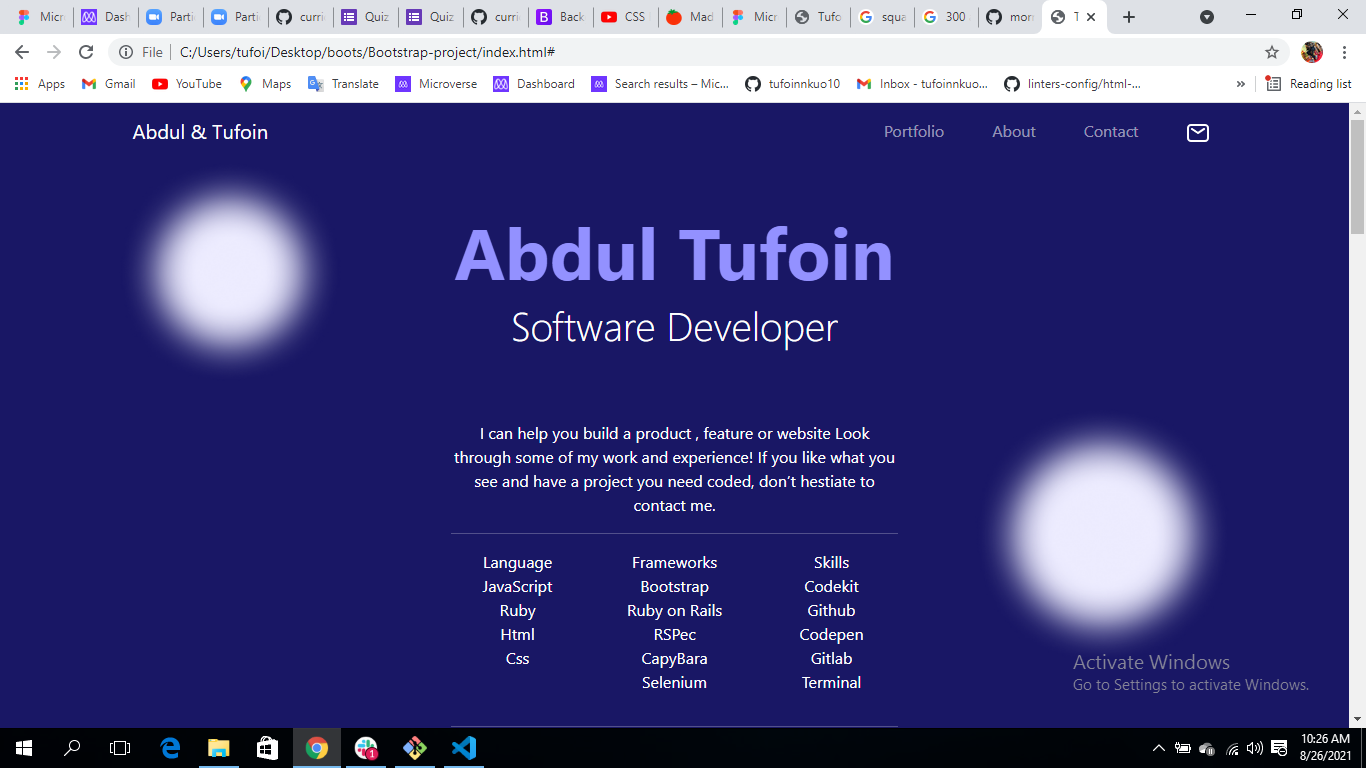 Micr
Dash
Partic
Partic
curric
Quiz
Quiz
curric
Back
CSS
Mad
Micr
Tufo
squa
300
mor
T
File
C:/Users/tufoi/Desktop/boots/Bootstrap-project/index.html#
Apps
Gmail
YouTube
Maps
Translate
Microverse
Dashboard
Search results – Mic...
tufoinnkuo10
Inbox - tufoinnkuo...
linters-config/html-...
»
Reading list
Abdul & Tufoin
Portfolio
About
Contact
Abdul Tufoin
Software Developer
I can help you build a product , feature or website Look
through some of my work and experience! If you like what you
see and have a project you need coded, don’t hestiate to
contact me.
Language
JavaScript
Ruby
Html
Css
Frameworks
Bootstrap
Ruby on Rails
RSPec
CapyBara
Selenium
Skills
Codekit
Github
Codepen
Gitlab
Terminal
Activate Windows
Go to Settings to activate Windows.
1
10:26 AM
8/26/2021